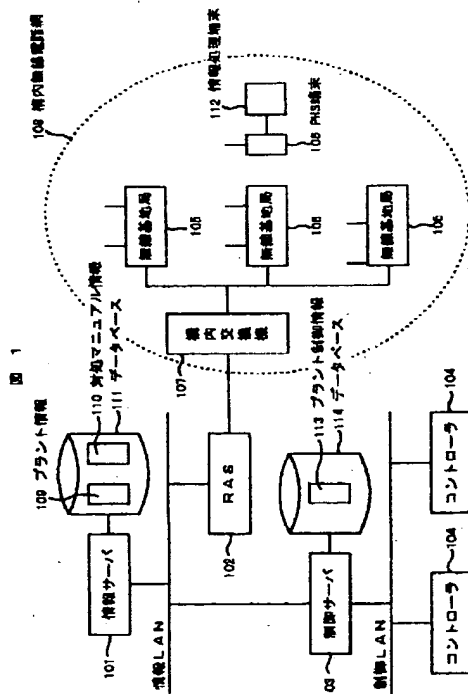 図 1
108 構内無線電話網
109 プラント情報
110 対処マニュアル情報
111 データベース
情報サーバ
101
情報LAN
RAS
102
構内交換機
107
無線基地局
106
無線基地局
106
無線基地局
106
112 情報処理端末
105 PHS端末
113 プラント制御情報
114 データベース
制御サーバ
03
制御LAN
コントローラ
104
コントローラ
104